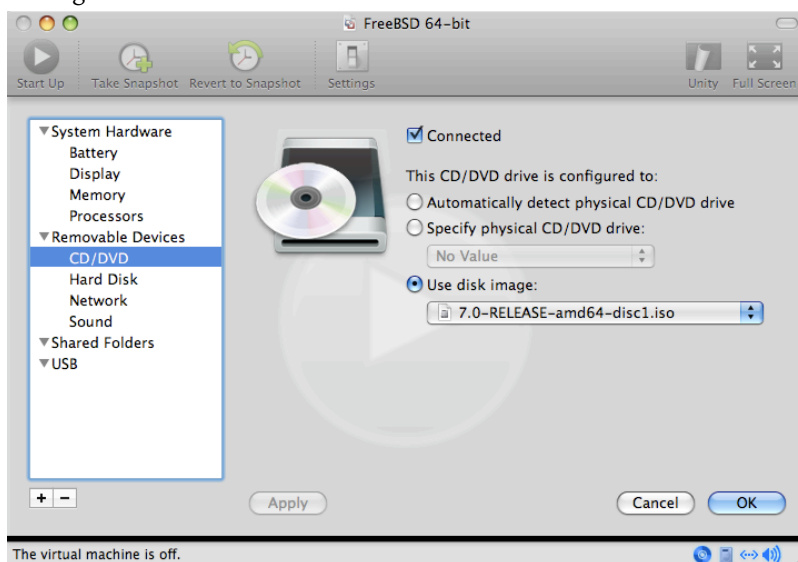 FreeBSD 64-bit
Start Up Take Snapshot Revert to Snapshot Settings Unity Full Screen
System Hardware
Battery
Display
Memory
Processors
Removable Devices
CD/DVD
Hard Disk
Network
Sound
Shared Folders
USB
Connected
This CD/DVD drive is configured to:
Automatically detect physical CD/DVD drive
Specify physical CD/DVD drive:
No Value
Use disk image:
7.0-RELEASE-amd64-disc1.iso
+ −
Apply Cancel OK
The virtual machine is off.